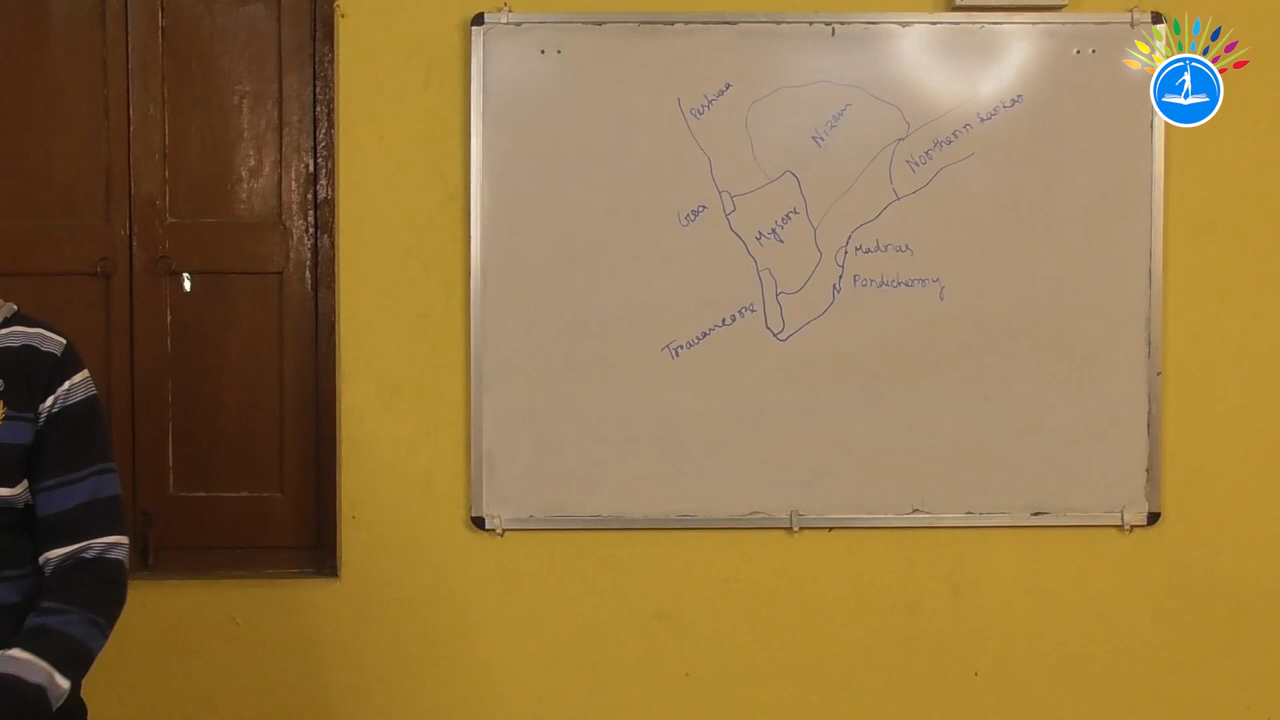 Peshwa
Nizam
Northern Sarkar
Goa
Mysore
Madras
Pondicherry
Travancore